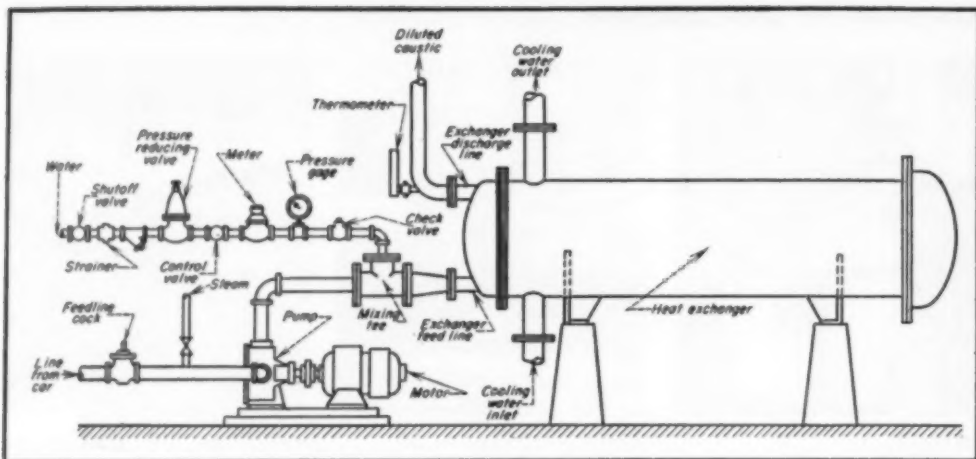 Diluted
caustic
Cooling
water
outlet
Thermometer
Exchanger
discharge
line
Pressure
reducing
valve
Meter
Pressure
gage
Water
Shutoff
valve
Check
valve
Strainer
Control
valve
Steam
Mixing
tee
Exchanger
feed line
Heat exchanger
Feedline
cock
Pump
Line
from
car
Motor
Cooling
water
inlet